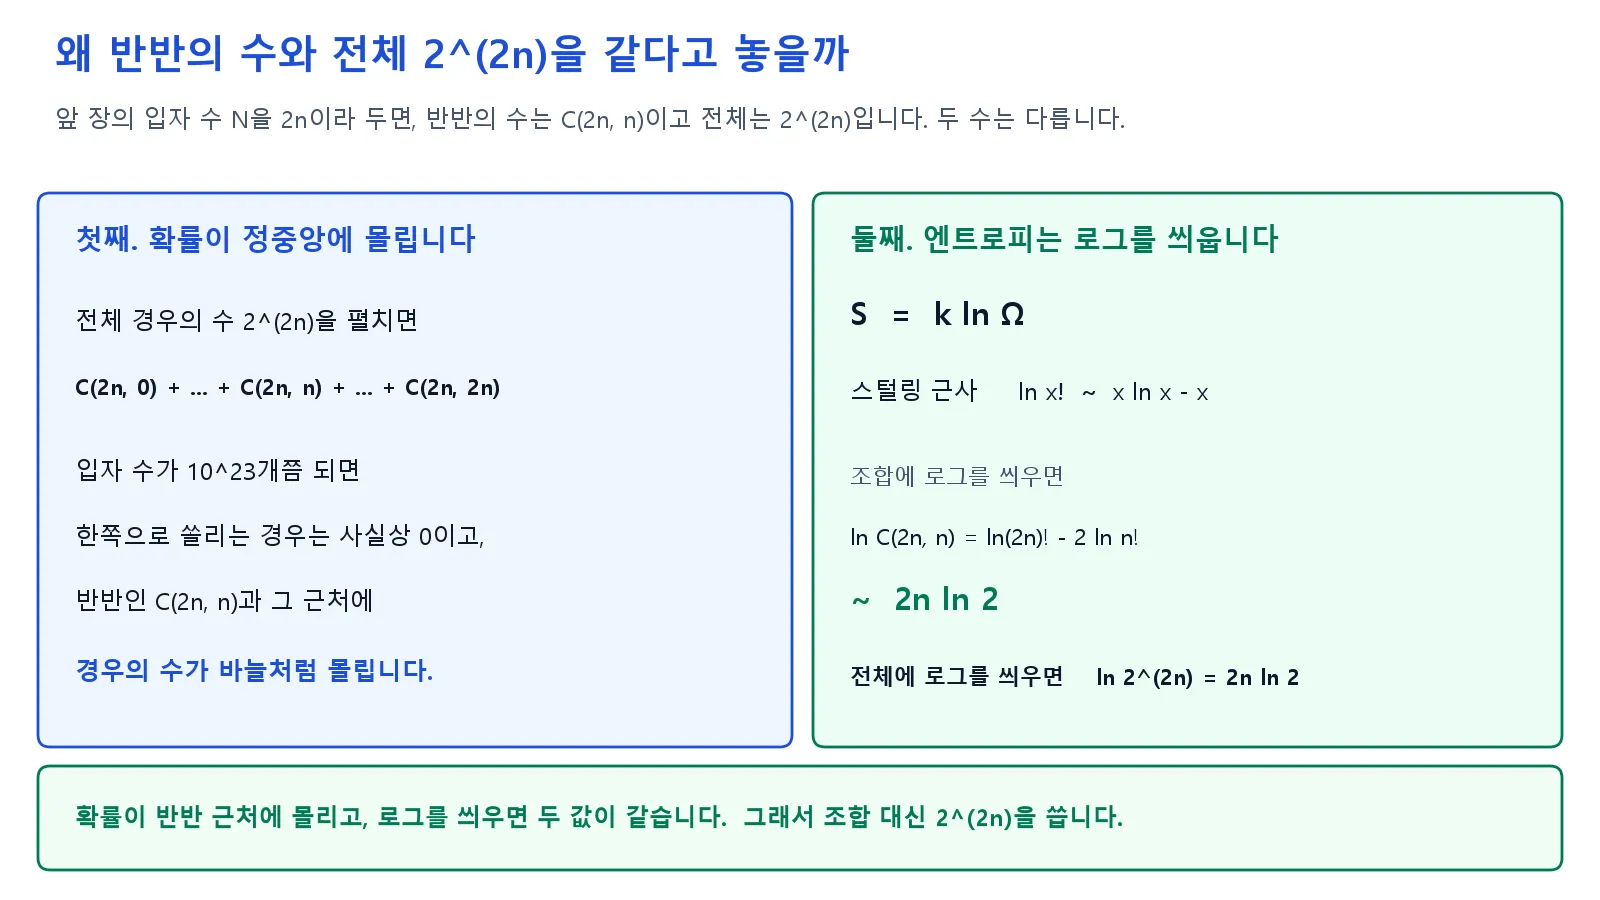 왜 반반의 수와 전체 2^(2n)을 같다고 놓을까
앞 장의 입자 수 N을 2n이라 두면, 반반의 수는 C(2n, n)이고 전체는 2^(2n)입니다. 두 수는 다릅니다.
첫째. 확률이 정중앙에 몰립니다
전체 경우의 수 2^(2n)을 펼치면
C(2n, 0) + ... + C(2n, n) + ... + C(2n, 2n)
입자 수가 10^23개쯤 되면
한쪽으로 쏠리는 경우는 사실상 0이고,
반반인 C(2n, n)과 그 근처에
경우의 수가 바늘처럼 몰립니다.
둘째. 엔트로피는 로그를 씌웁니다
S = k ln Ω
스털링 근사 ln x! ~ x ln x - x
조합에 로그를 씌우면
ln C(2n, n) = ln(2n)! - 2 ln n!
~ 2n ln 2
전체에 로그를 씌우면 ln 2^(2n) = 2n ln 2
확률이 반반 근처에 몰리고, 로그를 씌우면 두 값이 같습니다. 그래서 조합 대신 2^(2n)을 씁니다.